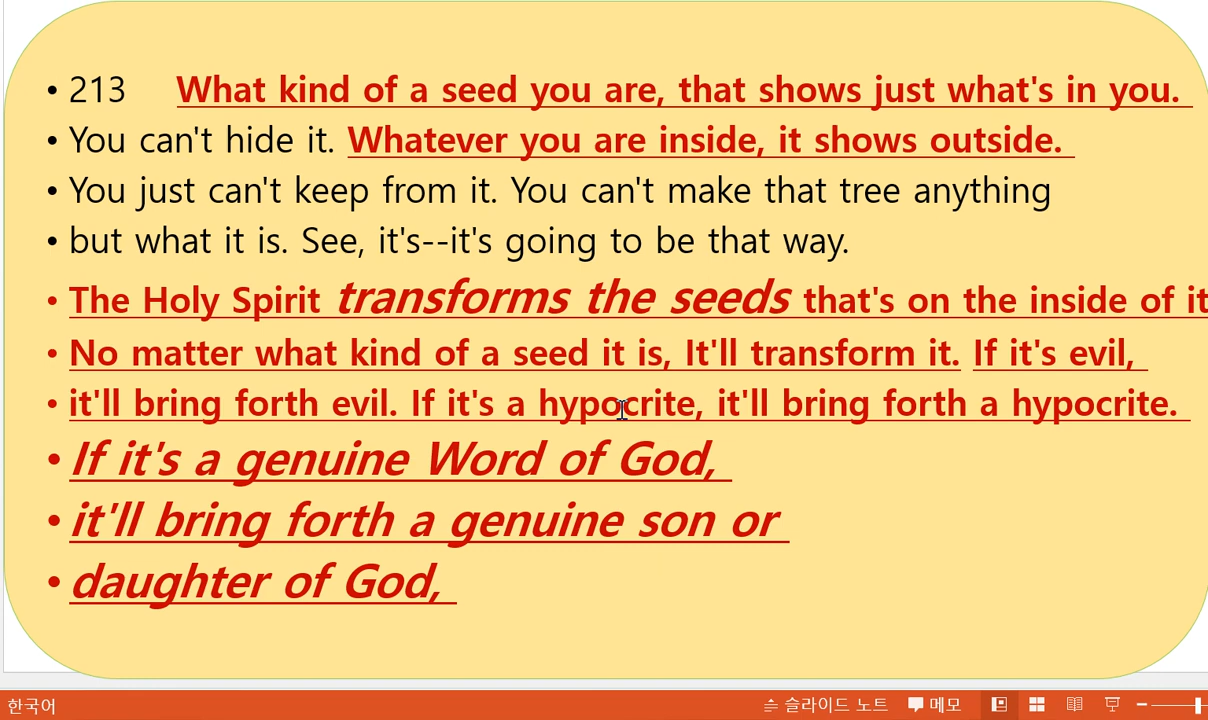 • 213 What kind of a seed you are, that shows just what's in you.
• You can't hide it. Whatever you are inside, it shows outside.
• You just can't keep from it. You can't make that tree anything
• but what it is. See, it's--it's going to be that way.
• The Holy Spirit transforms the seeds that's on the inside of it
• No matter what kind of a seed it is, It'll transform it. If it's evil,
• it'll bring forth evil. If it's a hypocrite, it'll bring forth a hypocrite.
• If it's a genuine Word of God,
• it'll bring forth a genuine son or
• daughter of God,
한국어 슬라이드 노트 메모